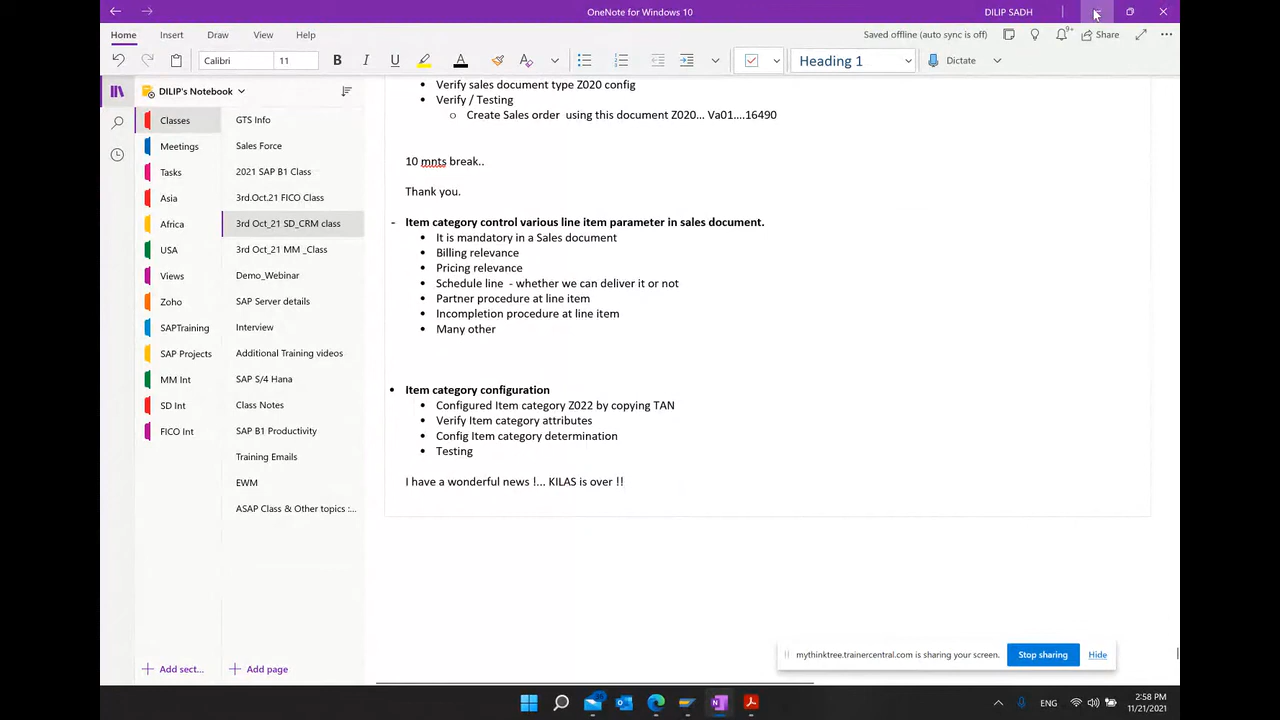 OneNote for Windows 10
DILIP SADH
Home
Insert
Draw
View
Help
Saved offline (auto sync is off)
Share
Calibri
11
B
I
U
A
Heading 1
Dictate
DILIP's Notebook
Classes
Meetings
Tasks
Asia
Africa
USA
Views
Zoho
SAPTraining
SAP Projects
MM Int
SD Int
FICO Int
Add sect...
GTS Info
Sales Force
2021 SAP B1 Class
3rd.Oct.21 FICO Class
3rd Oct_21 SD_CRM class
3rd Oct_21 MM _Class
Demo_Webinar
SAP Server details
Interview
Additional Training videos
SAP S/4 Hana
Class Notes
SAP B1 Productivity
Training Emails
EWM
ASAP Class & Other topics :...
Add page
• Verify sales document type Z020 config
• Verify / Testing
o Create Sales order using this document Z020... Va01....16490
10 mnts break..
Thank you.
- Item category control various line item parameter in sales document.
• It is mandatory in a Sales document
• Billing relevance
• Pricing relevance
• Schedule line - whether we can deliver it or not
• Partner procedure at line item
• Incompletion procedure at line item
• Many other
• Item category configuration
• Configured Item category Z022 by copying TAN
• Verify Item category attributes
• Config Item category determination
• Testing
I have a wonderful news !... KILAS is over !!
mythinktree.trainercentral.com is sharing your screen.
Stop sharing
Hide
ENG
2:58 PM
11/21/2021